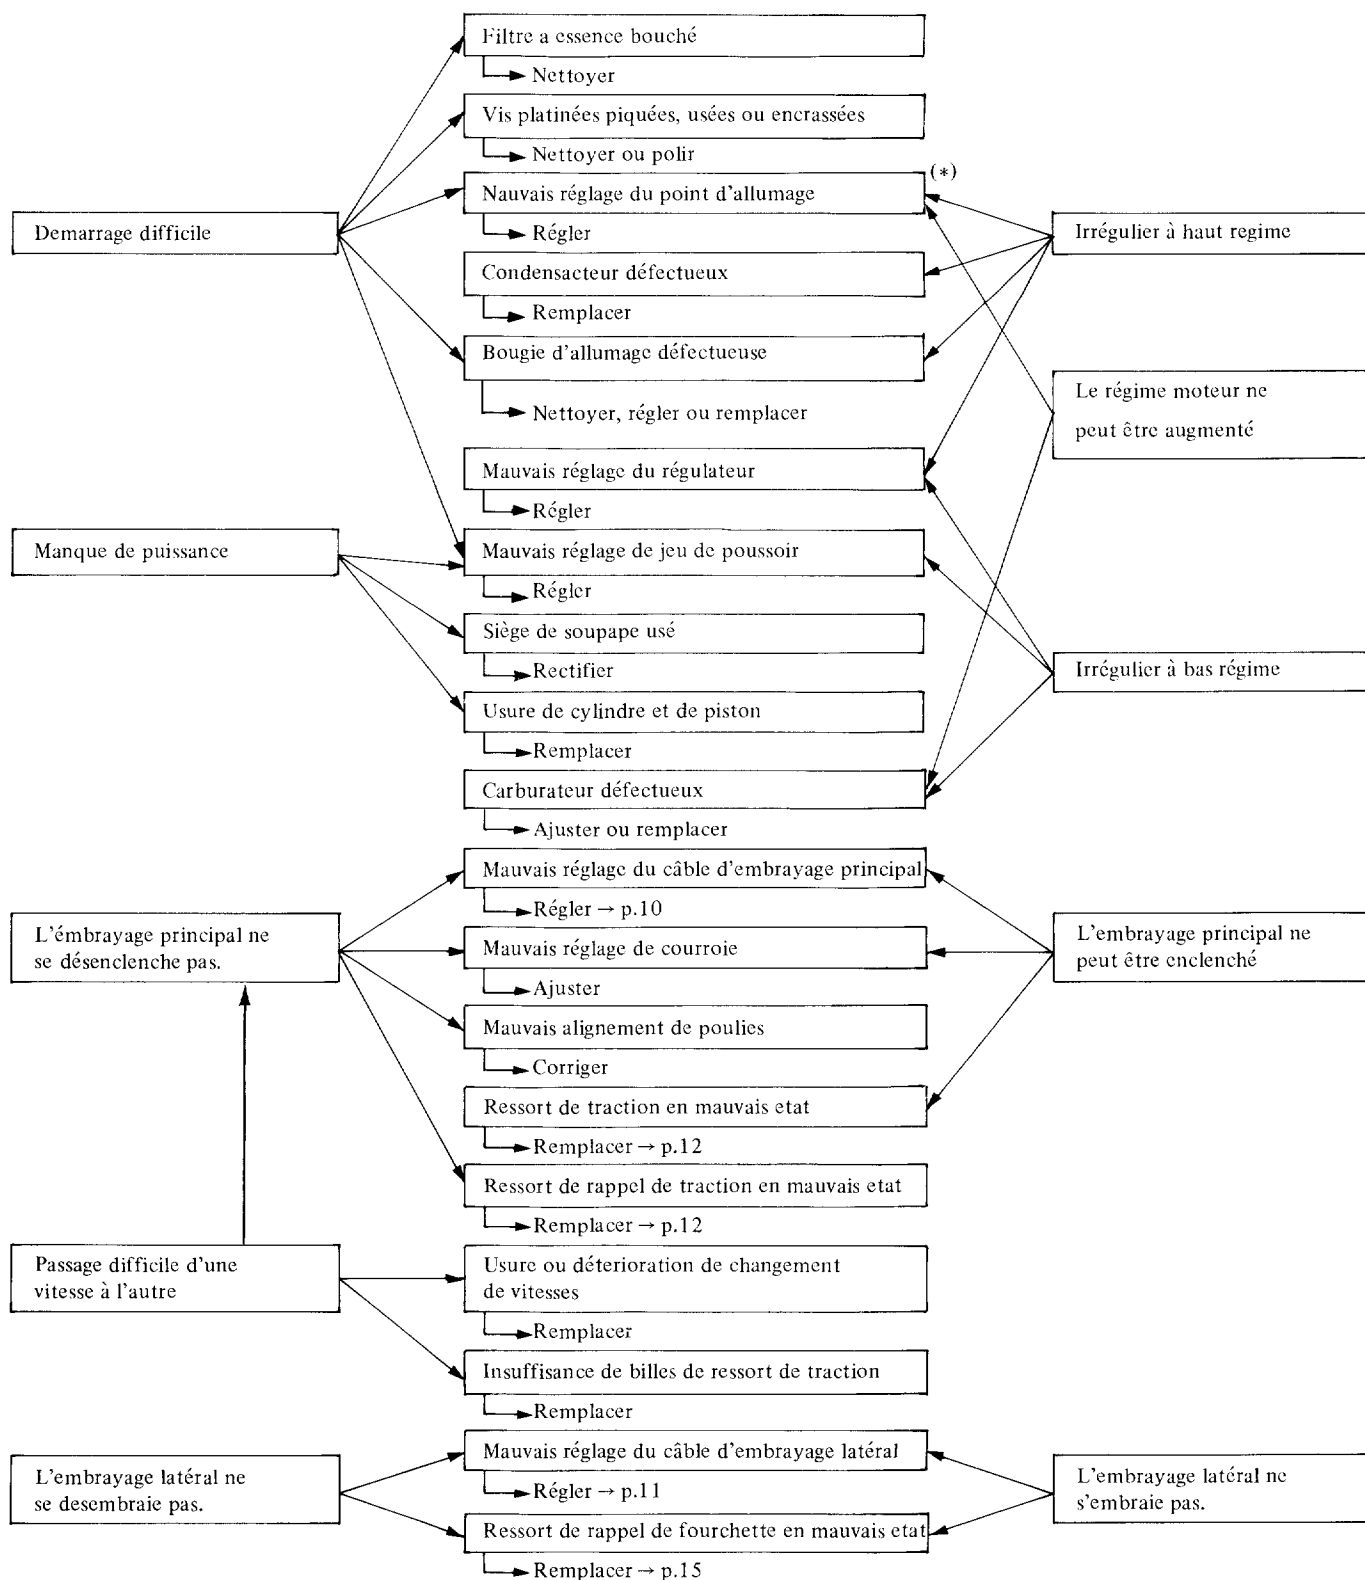 Filtre a essence bouché
Nettoyer
Vis platinées piquées, usées ou encrassées
Nettoyer ou polir
(*)
Nauvais réglage du point d'allumage
Régler
Demarrage difficile
Irrégulier à haut regime
Condensacteur défectueux
Remplacer
Bougie d'allumage défectueuse
Nettoyer, régler ou remplacer
Le régime moteur ne
peut être augmenté
Mauvais réglage du régulateur
Régler
Manque de puissance
Mauvais réglage de jeu de poussoir
Régler
Siège de soupape usé
Rectifier
Irrégulier à bas régime
Usure de cylindre et de piston
Remplacer
Carburateur défectueux
Ajuster ou remplacer
Mauvais réglage du câble d'embrayage principal
Régler → p.10
L'émbrayage principal ne
se désenclenche pas.
Mauvais réglage de courroie
Ajuster
L'embrayage principal ne
peut être enclenché
Mauvais alignement de poulies
Corriger
Ressort de traction en mauvais etat
Remplacer → p.12
Ressort de rappel de traction en mauvais etat
Remplacer → p.12
Passage difficile d'une
vitesse à l'autre
Usure ou déterioration de changement
de vitesses
Remplacer
Insuffisance de billes de ressort de traction
Remplacer
Mauvais réglage du câble d'embrayage latéral
Régler → p.11
L'embrayage latéral ne
se desembraie pas.
L'embrayage latéral ne
s'embraie pas.
Ressort de rappel de fourchette en mauvais etat
Remplacer → p.15